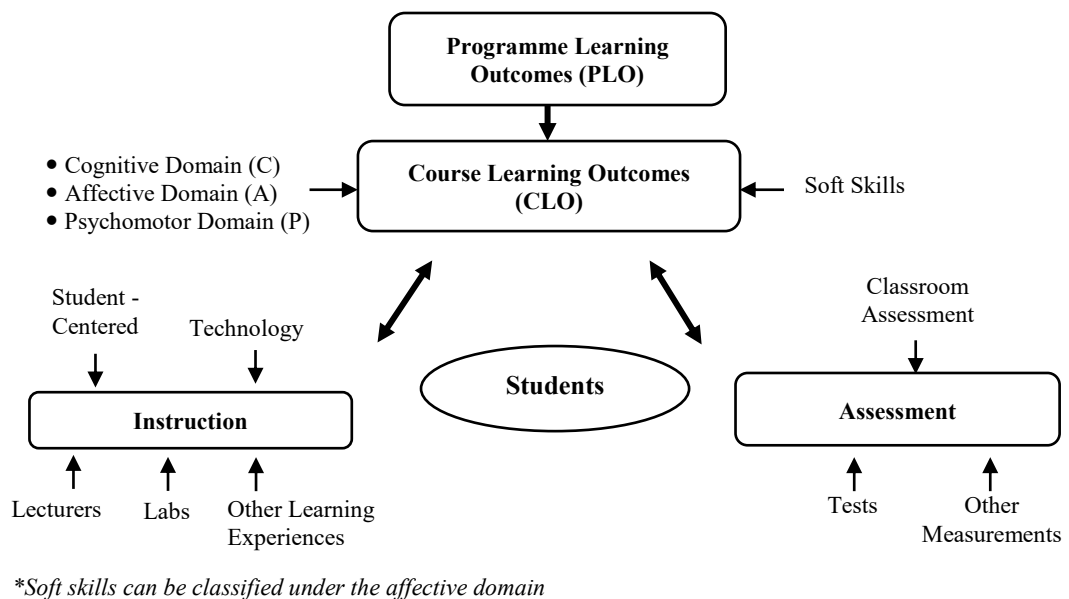 Programme Learning
Outcomes (PLO)
• Cognitive Domain (C)
• Affective Domain (A)
• Psychomotor Domain (P)
Course Learning Outcomes
(CLO)
Soft Skills
Student -
Centered
Technology
Classroom
Assessment
Students
Instruction
Assessment
Lecturers
Labs
Other Learning
Experiences
Tests
Other
Measurements
*Soft skills can be classified under the affective domain